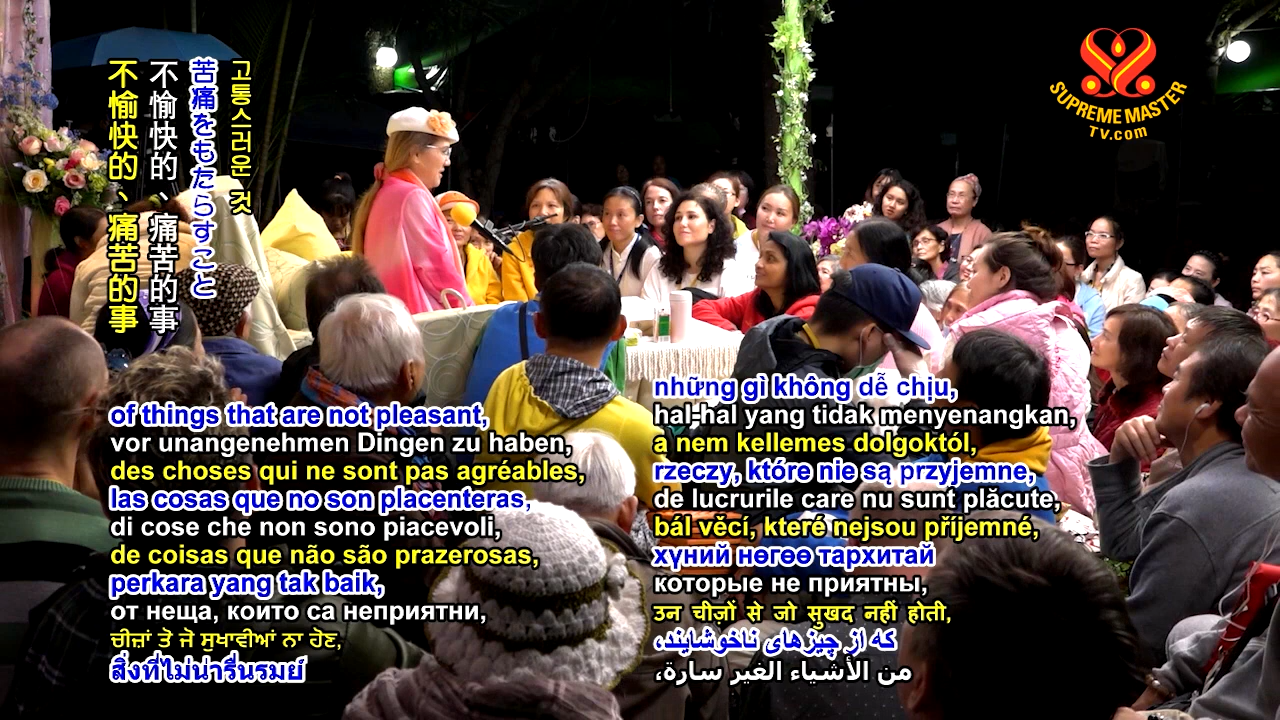 고통스러운 것
苦痛をもたらすこと
不愉快的、痛苦的事
不愉快的、痛苦的事
SUPREME MASTER
TV.com
of things that are not pleasant,
vor unangenehmen Dingen zu haben,
des choses qui ne sont pas agréables,
las cosas que no son placenteras,
di cose che non sono piacevoli,
de coisas que não são prazerosas,
perkara yang tak baik,
от неща, които са неприятни,
ਚੀਜ਼ਾਂ ਤੋਂ ਜੋ ਸੁਖਾਵੀਆਂ ਨਾ ਹੋਣ,
สิ่งที่ไม่น่ารื่นรมย์
những gì không dễ chịu,
hal-hal yang tidak menyenangkan,
a nem kellemes dolgoktól,
rzeczy, które nie są przyjemne,
de lucrurile care nu sunt plăcute,
bál věcí, které nejsou příjemné,
хүний нөгөө тархитай
которые не приятны,
उन चीज़ों से जो सुखद नहीं होती,
که از چیزهای ناخوشایند،
من الأشياء الغير سارة،